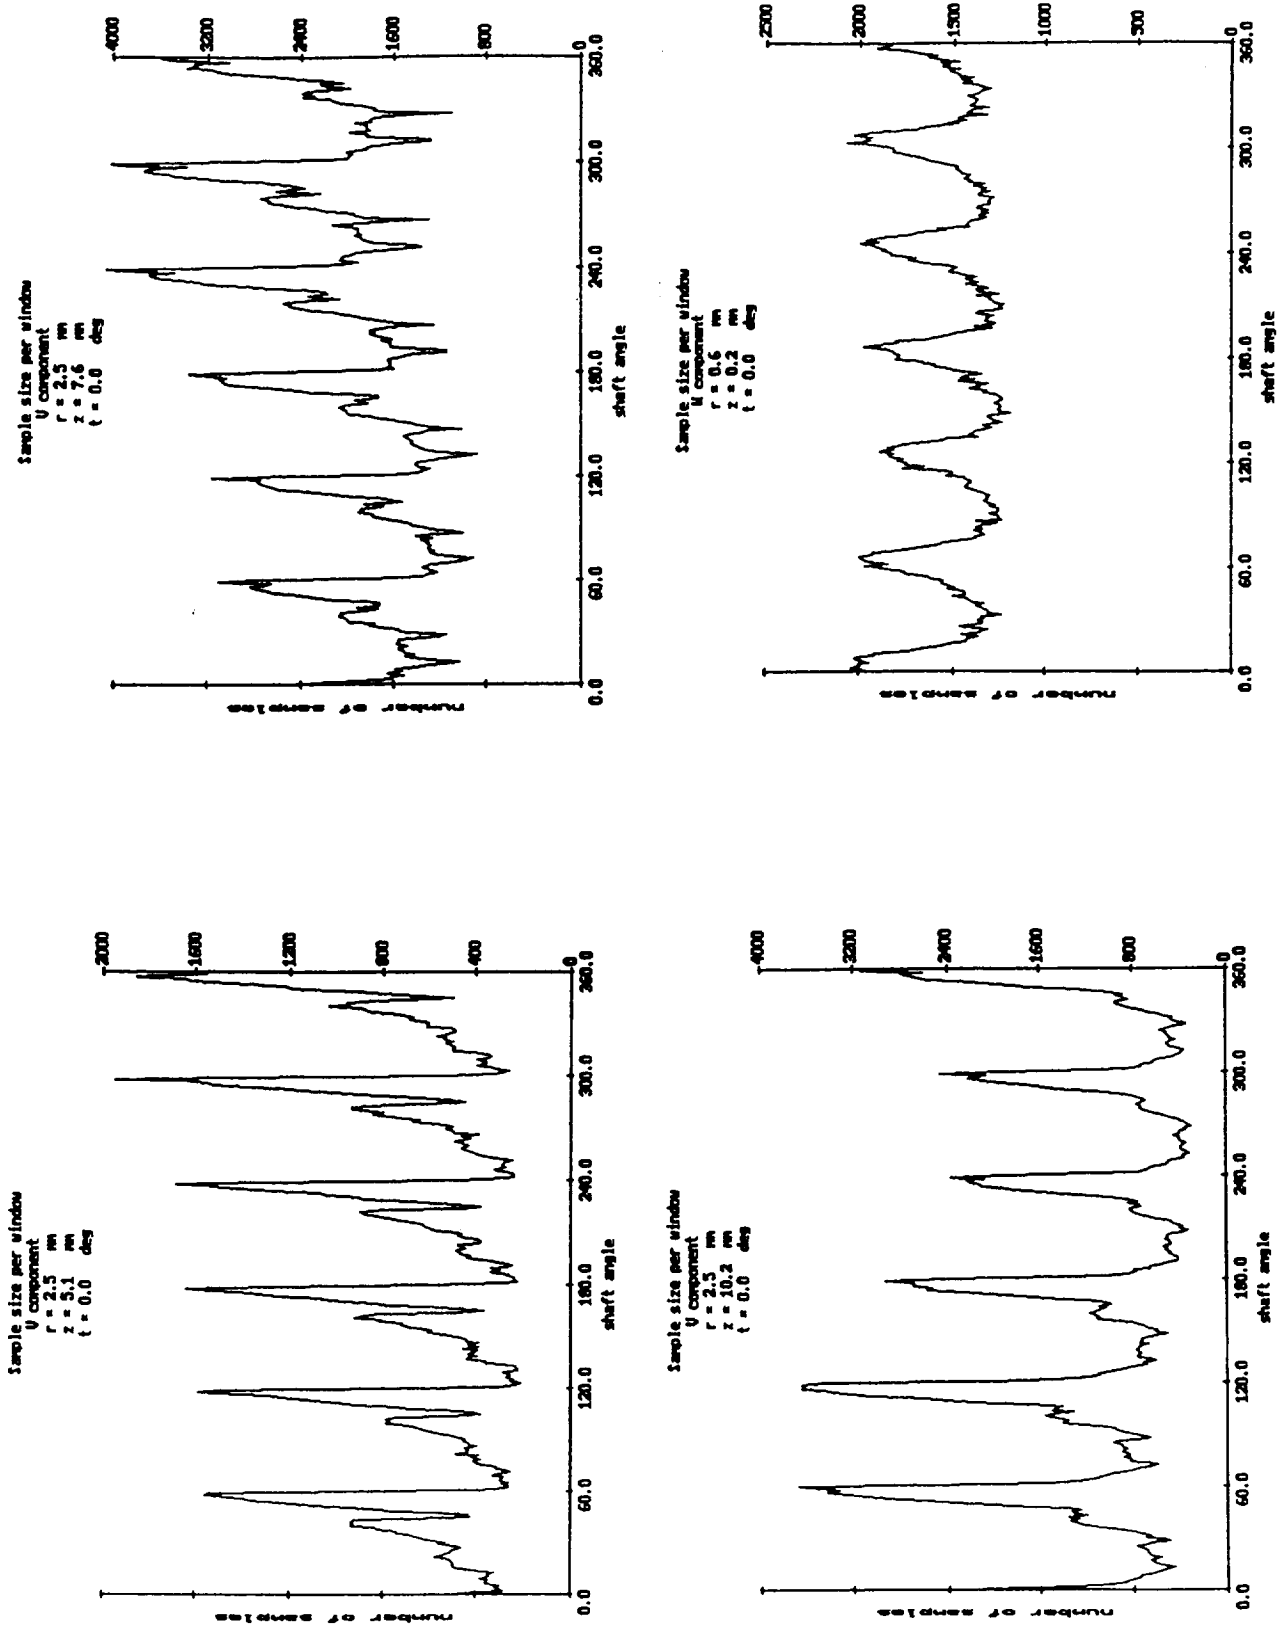 Sample size per window
U component
r = 2.5 mm
z = 5.1 mm
t = 0.0 deg
number of samples
2000
1600
1200
800
400
0
0.0 60.0 120.0 180.0 240.0 300.0 360.0
shaft angle
Sample size per window
U component
r = 2.5 mm
z = 7.6 mm
t = 0.0 deg
number of samples
4000
3200
2400
1600
800
0
0.0 60.0 120.0 180.0 240.0 300.0 360.0
shaft angle
Sample size per window
U component
r = 2.5 mm
z = 10.2 mm
t = 0.0 deg
number of samples
4000
3200
2400
1600
800
0
0.0 60.0 120.0 180.0 240.0 300.0 360.0
shaft angle
Sample size per window
W component
r = 0.6 mm
z = 0.2 mm
t = 0.0 deg
number of samples
2500
2000
1500
1000
500
0
0.0 60.0 120.0 180.0 240.0 300.0 360.0
shaft angle